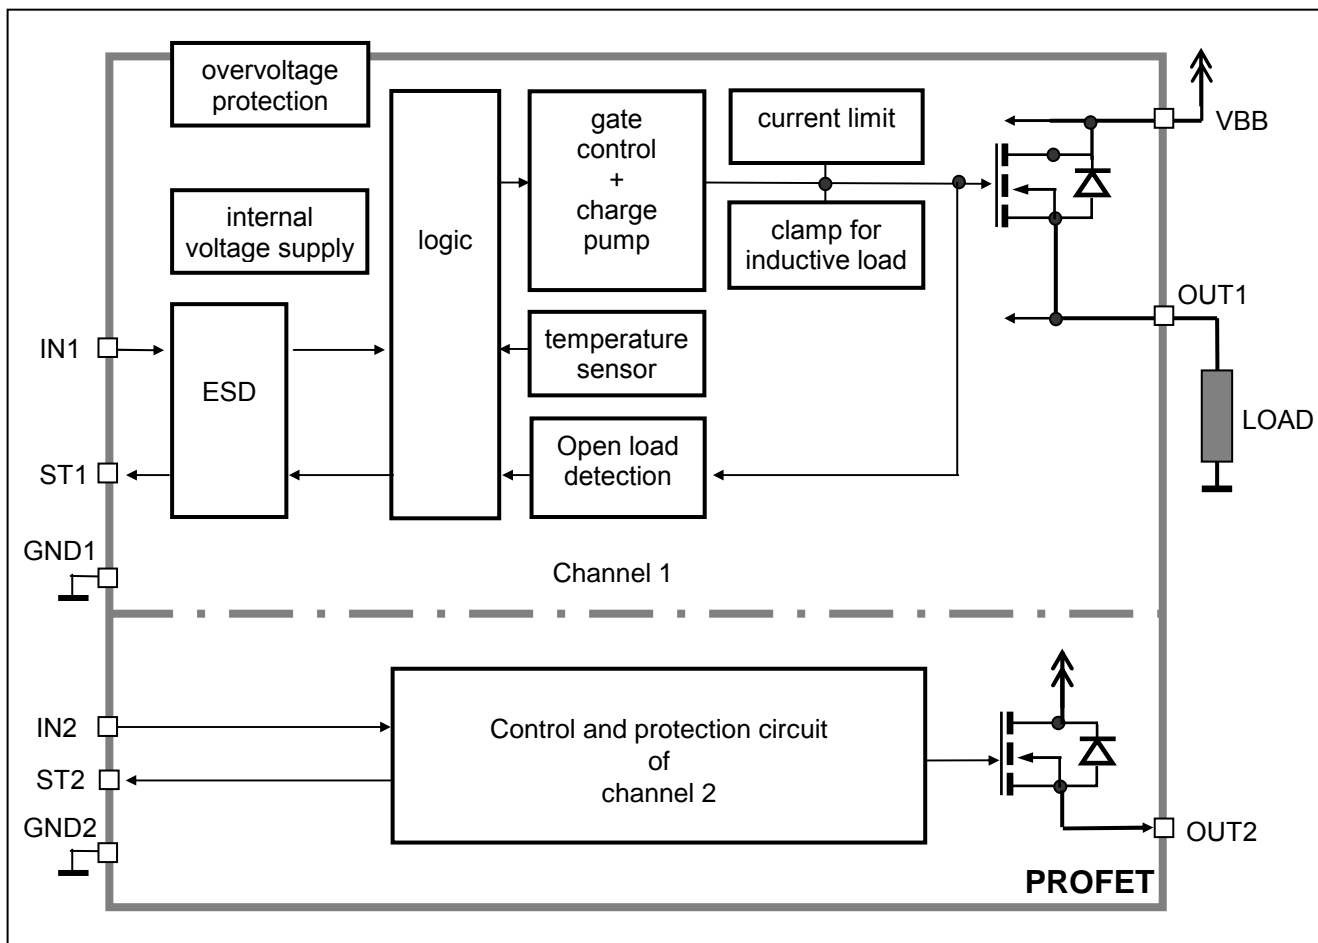 overvoltage
protection
current limit
gate
control
+
charge
pump
VBB
internal
voltage supply
logic
clamp for
inductive load
OUT1
IN1
ESD
temperature
sensor
LOAD
ST1
Open load
detection
GND1
Channel 1
IN2
Control and protection circuit
of
channel 2
ST2
GND2
OUT2
PROFET